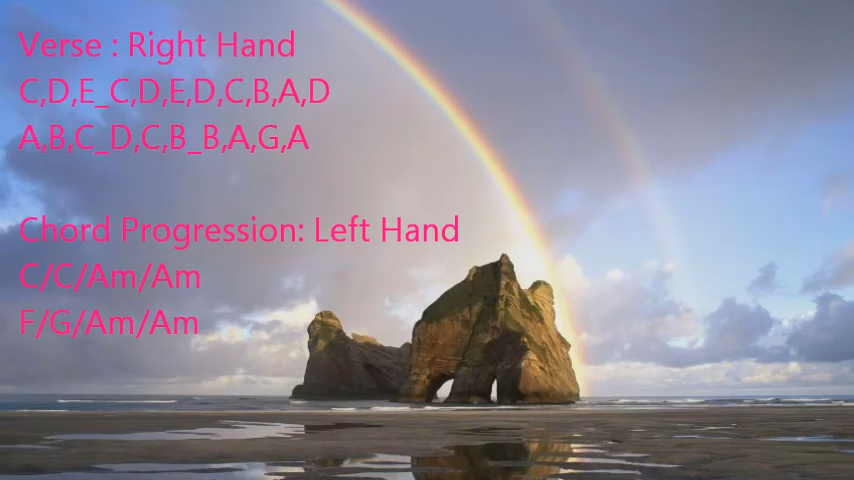 Verse : Right Hand
C,D,E_C,D,E,D,C,B,A,D
A,B,C_D,C,B_B,A,G,A
Chord Progression: Left Hand
C/C/Am/Am
F/G/Am/Am